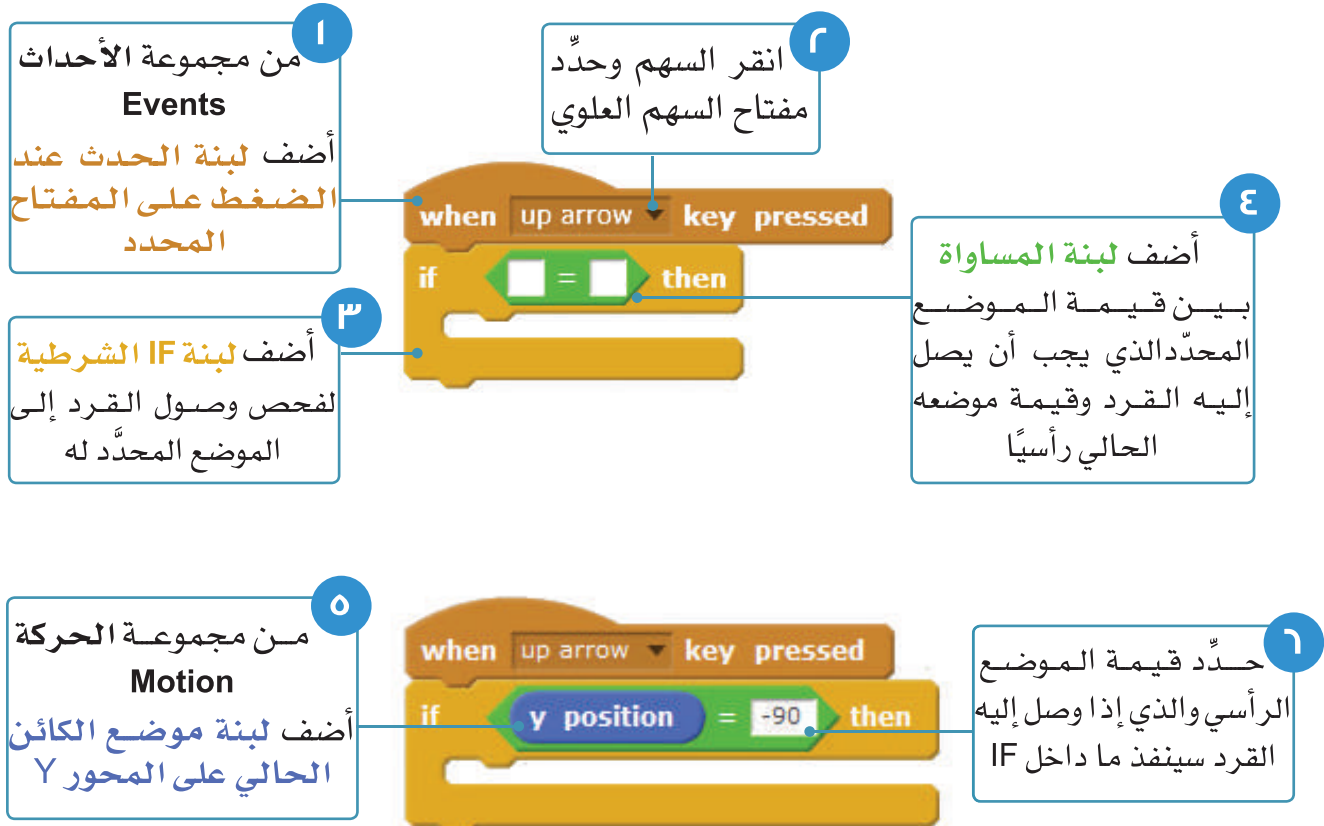 ١
من مجموعة الأحداث
Events
أضف لبنة الحدث عند
الضغط على المفتاح
المحدد
٢
انقر السهم وحدِّد
مفتاح السهم العلوي
when up arrow key pressed
if = then
٣
أضف لبنة IF الشرطية
لفحص وصول القرد إلى
الموضع المحدَّد له
٤
أضف لبنة المساواة
بين قيمة الموضع
المحدّدالذي يجب أن يصل
إليه القرد وقيمة موضعه
الحالي رأسيًا
٥
من مجموعة الحركة
Motion
أضف لبنة موضع الكائن
الحالي على المحور Y
when up arrow key pressed
if y position = -90 then
٦
حدِّد قيمة الموضع
الرأسي والذي إذا وصل إليه
القرد سينفذ ما داخل IF